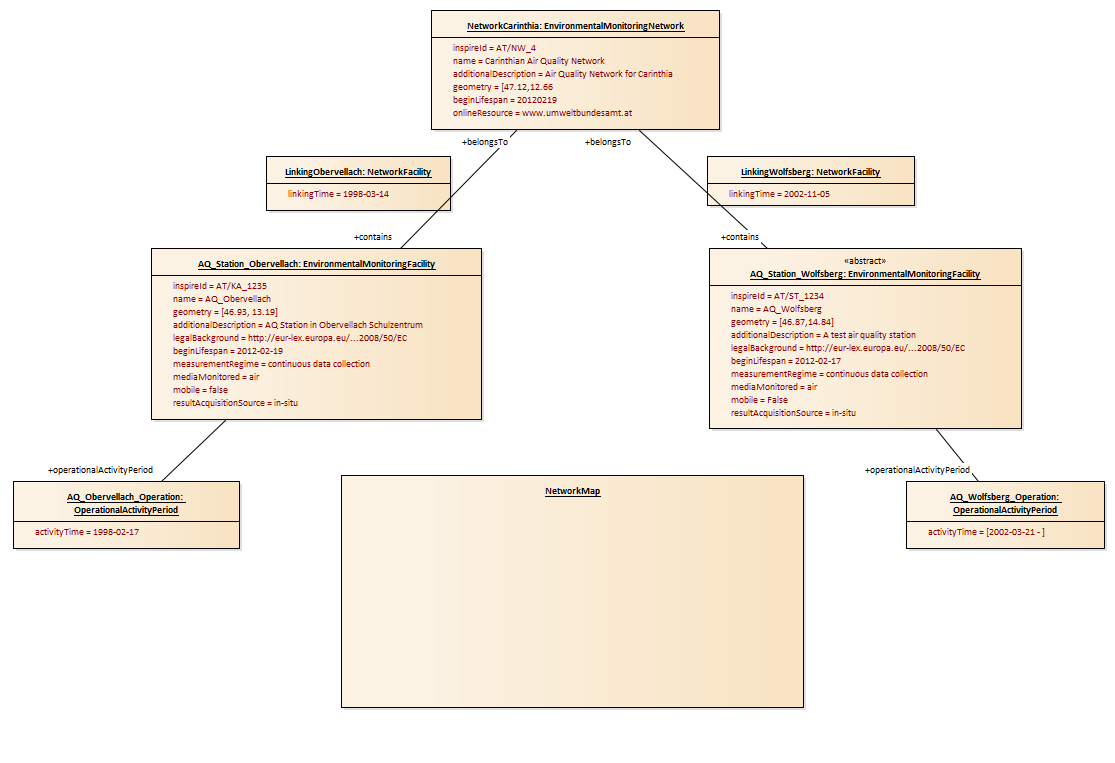 NetworkCarinthia: EnvironmentalMonitoringNetwork
inspireId = AT/NW_4
name = Carinthian Air Quality Network
additionalDescription = Air Quality Network for Carinthia
geometry = [47.12,12.66
beginLifespan = 20120219
onlineResource = www.umweltbundesamt.at
+belongsTo
+belongsTo
LinkingObervellach: NetworkFacility
linkingTime = 1998-03-14
LinkingWolfsberg: NetworkFacility
linkingTime = 2002-11-05
+contains
+contains
AQ_Station_Obervellach: EnvironmentalMonitoringFacility
inspireId = AT/KA_1235
name = AQ_Obervellach
geometry = [46.93, 13.19]
additionalDescription = AQ Station in Obervellach Schulzentrum
legalBackground = http://eur-lex.europa.eu/...2008/50/EC
beginLifespan = 2012-02-19
measurementRegime = continuous data collection
mediaMonitored = air
mobile = false
resultAcquisitionSource = in-situ
«abstract»
AQ_Station_Wolfsberg: EnvironmentalMonitoringFacility
inspireId = AT/ST_1234
name = AQ_Wolfsberg
geometry = [46.87,14.84]
additionalDescription = A test air quality station
legalBackground = http://eur-lex.europa.eu/...2008/50/EC
beginLifespan = 2012-02-17
measurementRegime = continuous data collection
mediaMonitored = air
mobile = False
resultAcquisitionSource = in-situ
+operationalActivityPeriod
+operationalActivityPeriod
AQ_Obervellach_Operation:
OperationalActivityPeriod
activityTime = 1998-02-17
NetworkMap
AQ_Wolfsberg_Operation:
OperationalActivityPeriod
activityTime = [2002-03-21 - ]